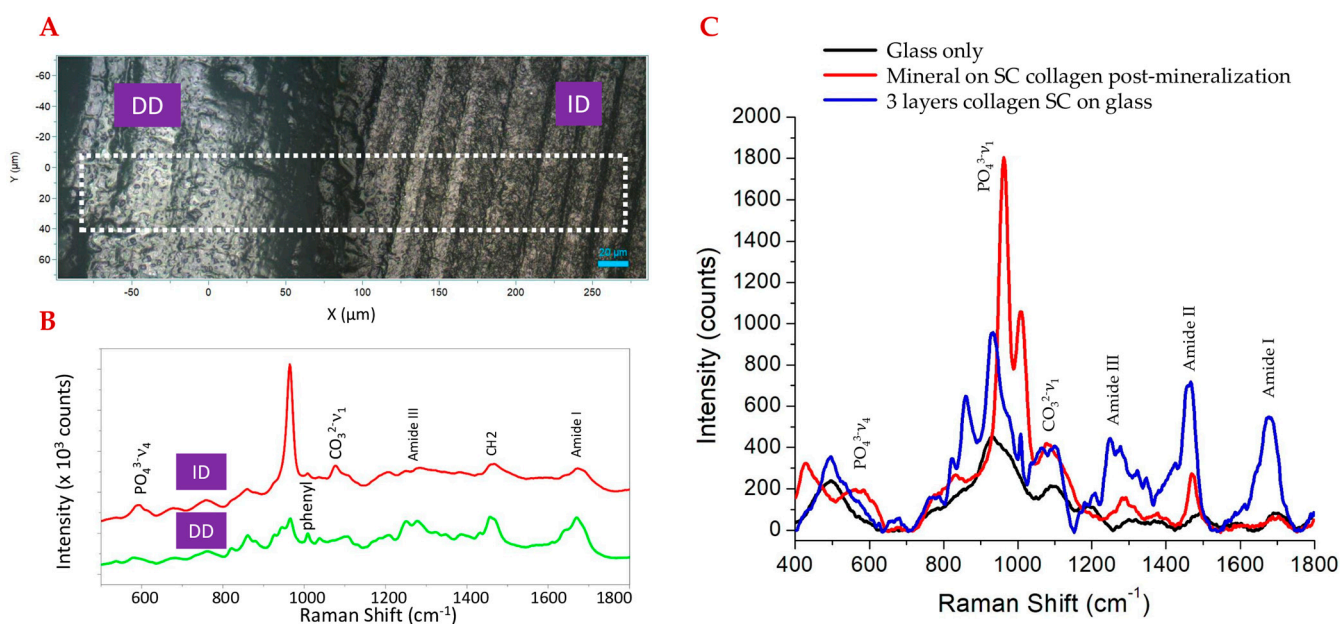 A
DD
ID
-60
-40
-20
0
20
40
60
Y (µm)
20 µm
-50 0 50 100 150 200 250
X (µm)
B
Intensity (x 10³ counts)
PO₄³⁻ν₄
ID
DD
phenyl
CO₃²⁻ν₁
Amide III
CH2
Amide I
600 800 1000 1200 1400 1600 1800
Raman Shift (cm⁻¹)
C
Glass only
Mineral on SC collagen post-mineralization
3 layers collagen SC on glass
Intensity (counts)
2000
1800
1600
1400
1200
1000
800
600
400
200
0
PO₄³⁻ν₄
PO₄³⁻ν₁
CO₃²⁻ν₁
Amide III
Amide II
Amide I
400 600 800 1000 1200 1400 1600 1800
Raman Shift (cm⁻¹)